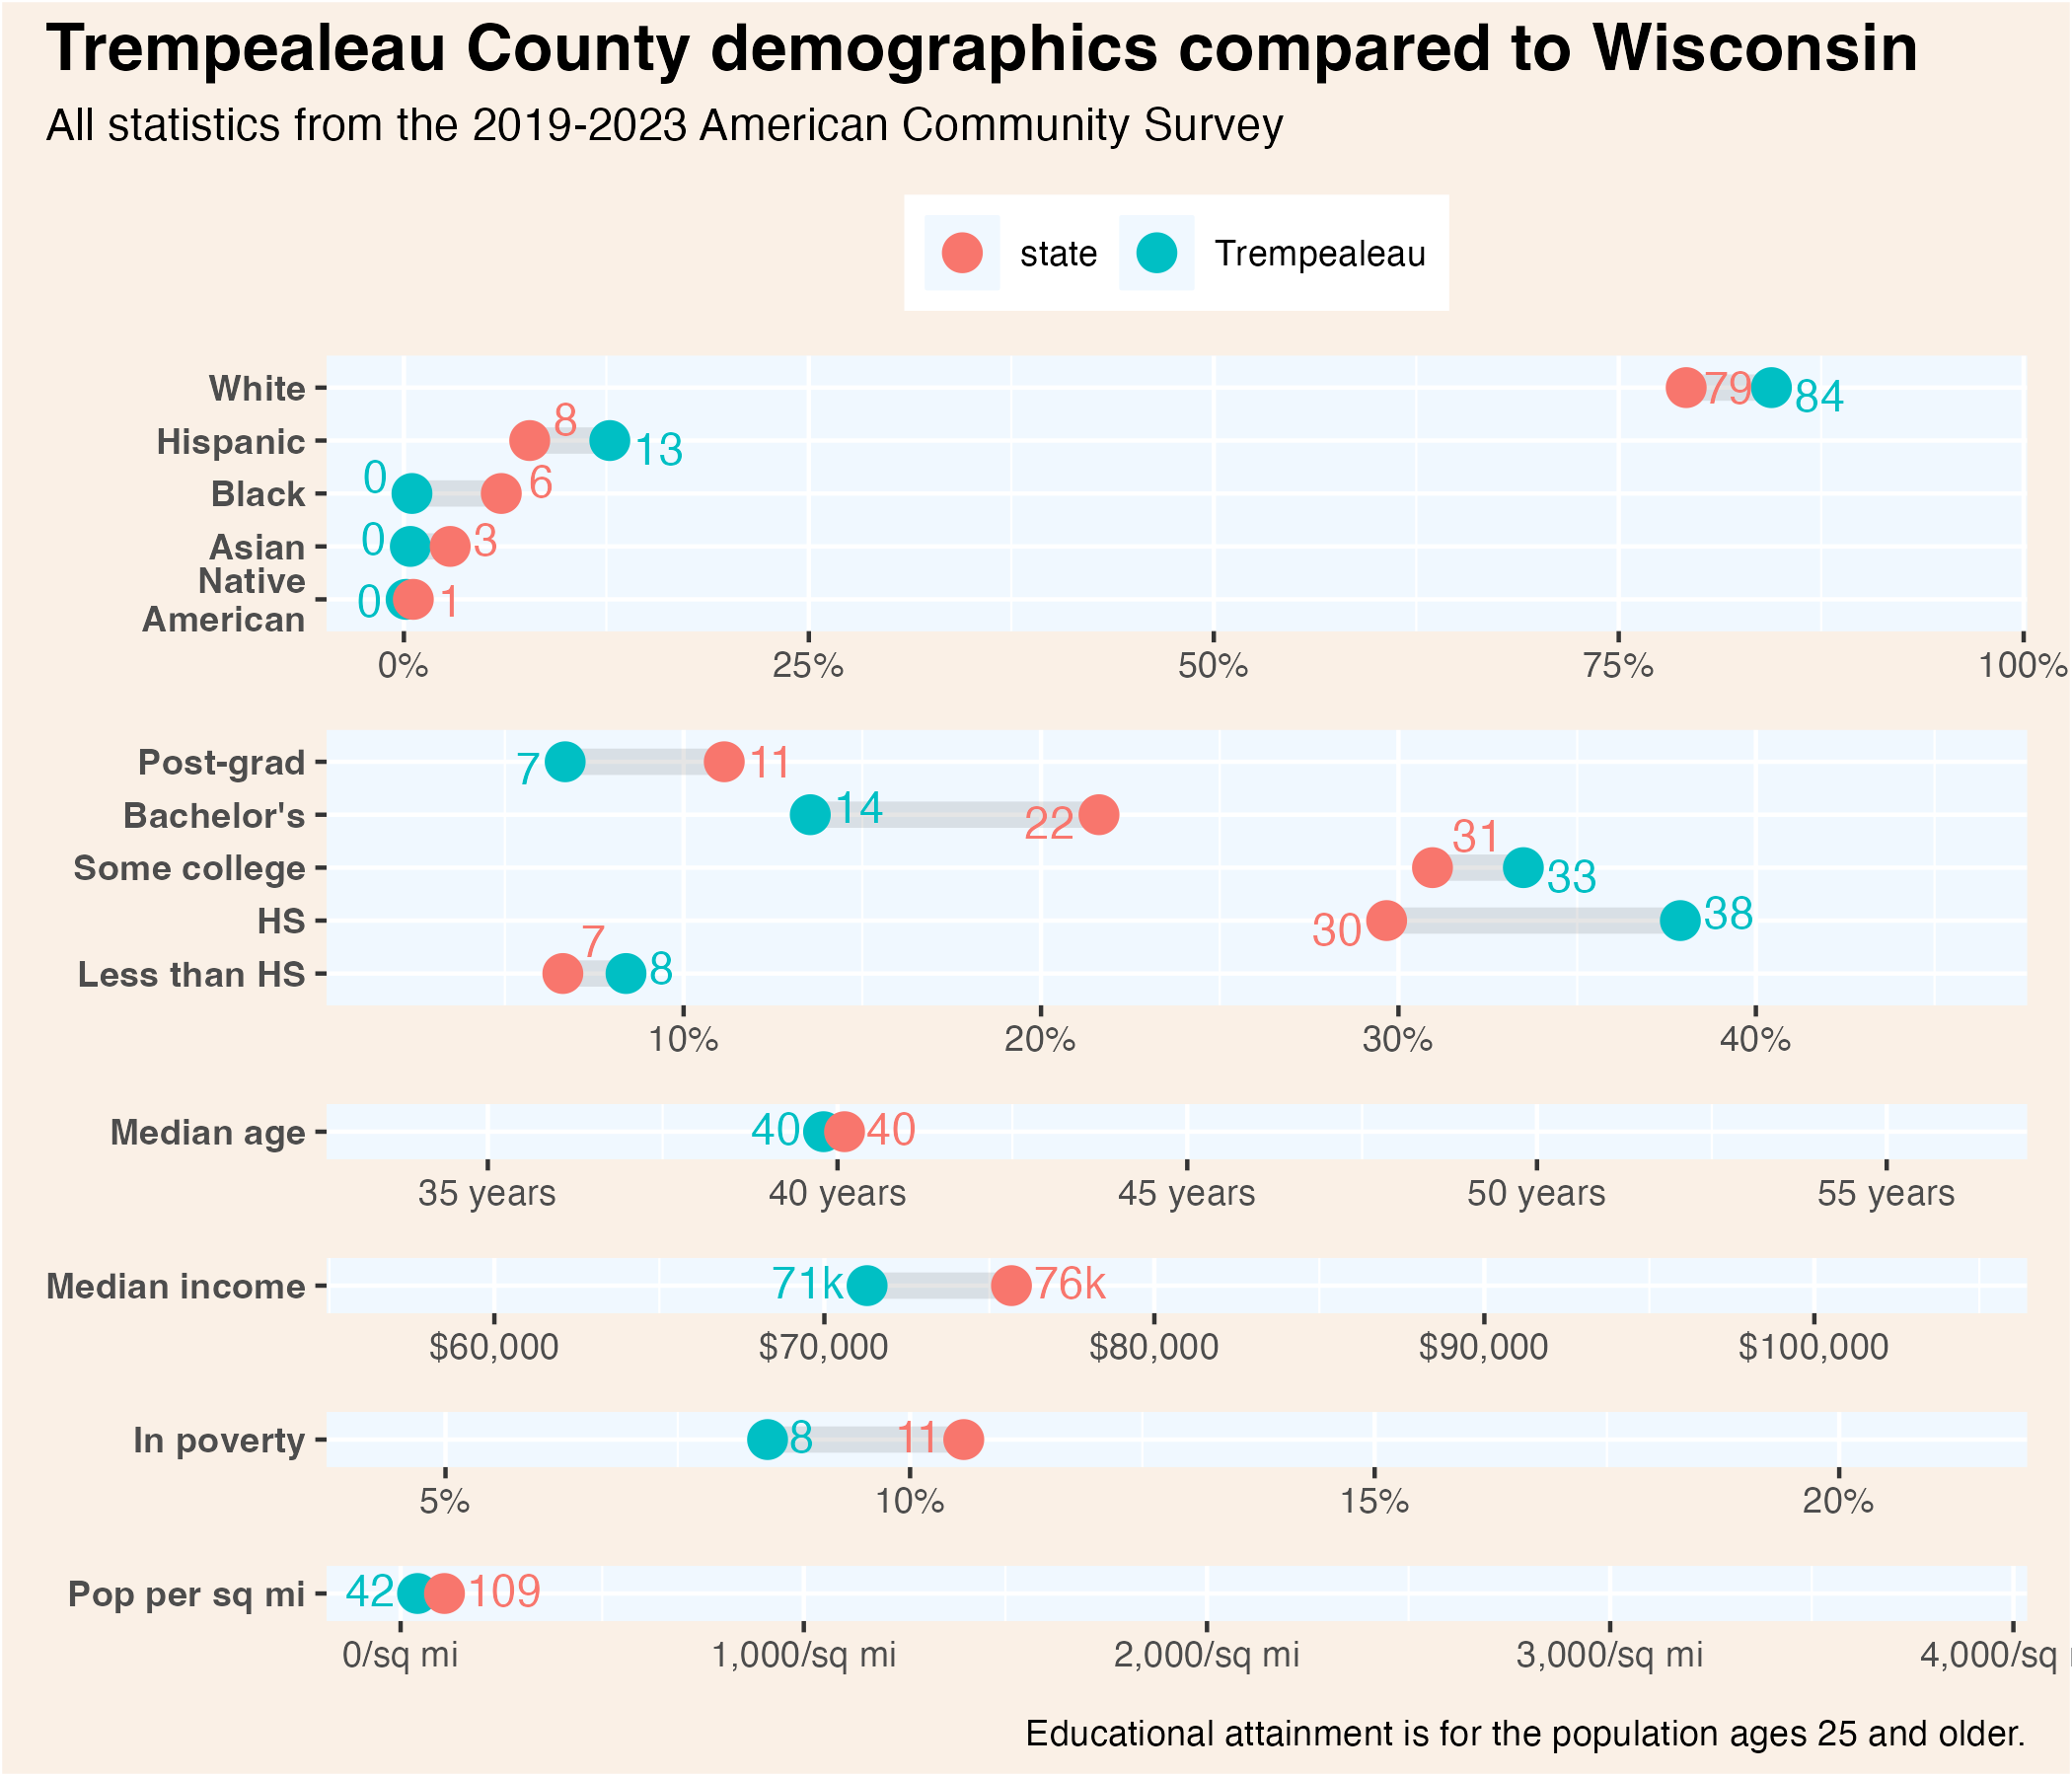 Trempealeau County demographics compared to Wisconsin
All statistics from the 2019-2023 American Community Survey
state Trempealeau
White 79 84
Hispanic 8 13
Black 0 6
Asian 0 3
Native
American 0 1
0% 25% 50% 75% 100%
Post-grad 7 11
Bachelor's 14 22
Some college 31 33
HS 30 38
Less than HS 7 8
10% 20% 30% 40%
Median age 40 40
35 years 40 years 45 years 50 years 55 years
Median income 71k 76k
$60,000 $70,000 $80,000 $90,000 $100,000
In poverty 8 11
5% 10% 15% 20%
Pop per sq mi 42 109
0/sq mi 1,000/sq mi 2,000/sq mi 3,000/sq mi 4,000/sq
Educational attainment is for the population ages 25 and older.